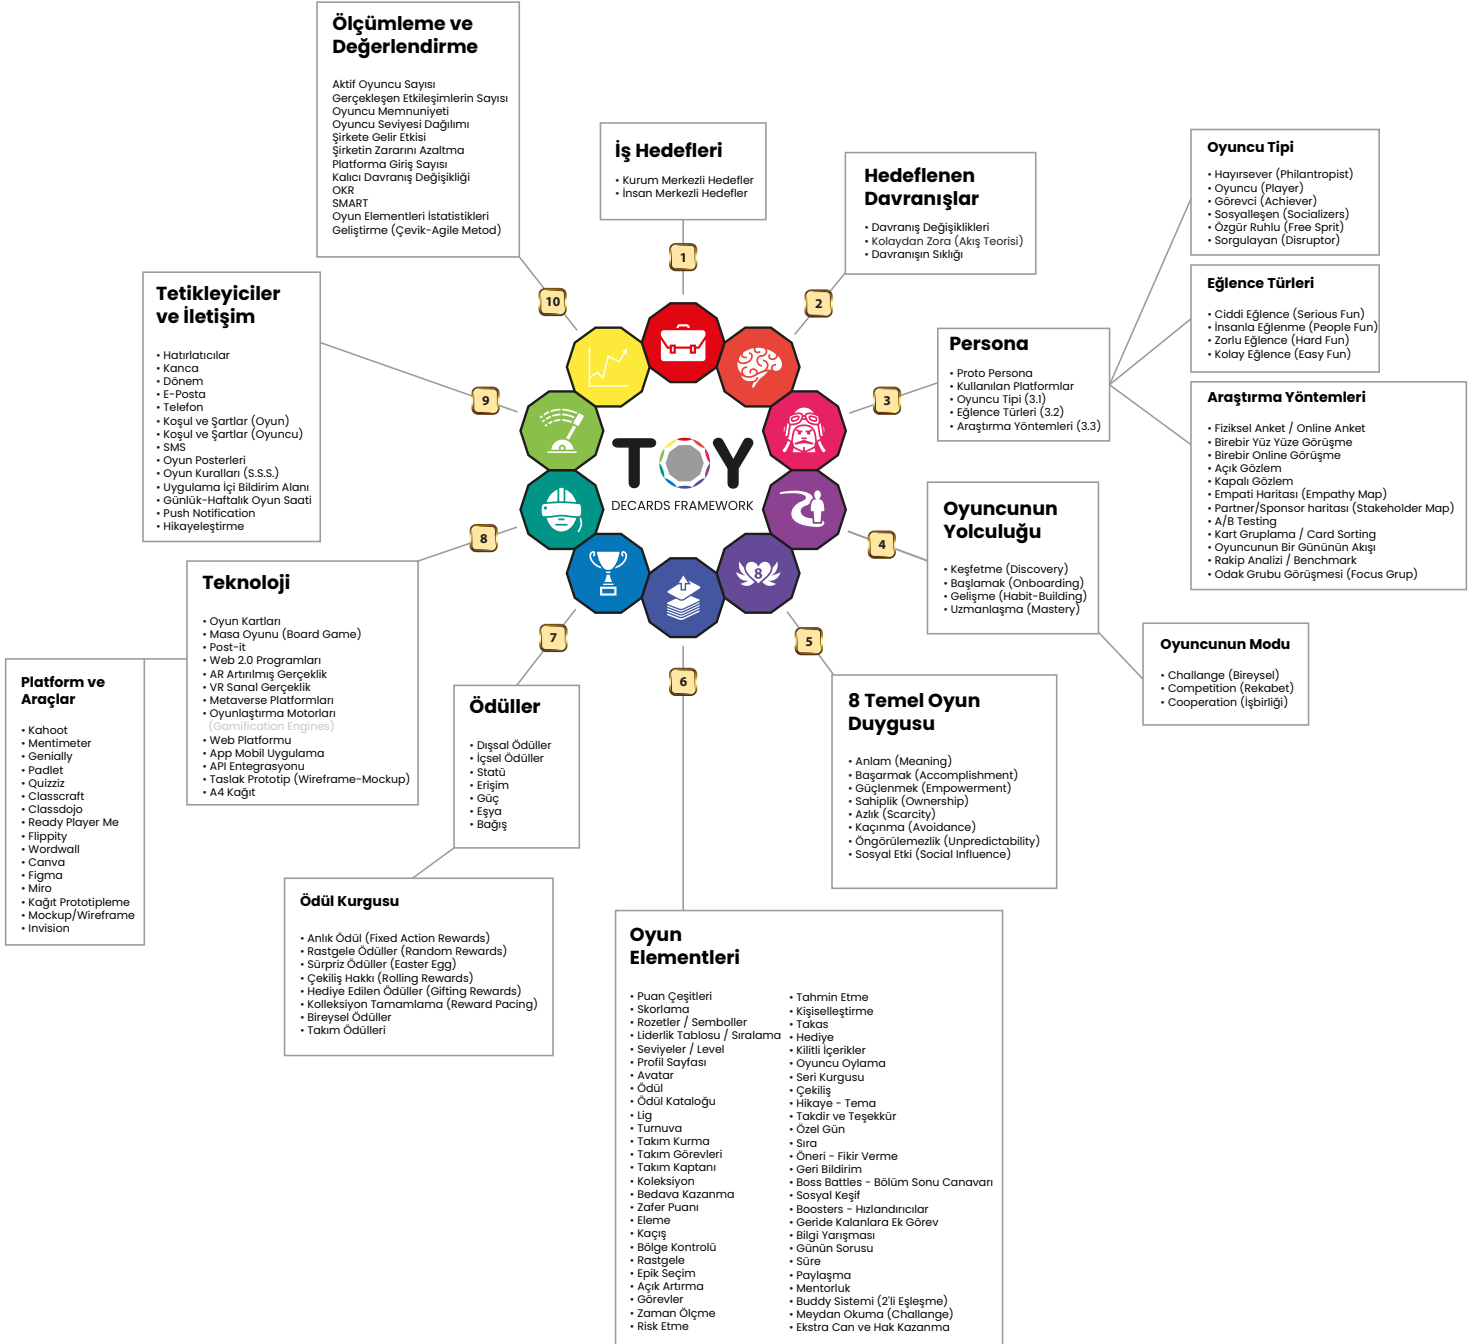 Ölçümleme ve
Değerlendirme
Aktif Oyuncu Sayısı
Gerçekleşen Etkileşimlerin Sayısı
Oyuncu Memnuniyeti
Oyuncu Seviyesi Dağılımı
Şirkete Gelir Etkisi
Şirketin Zararını Azaltma
Platforma Giriş Sayısı
Kalıcı Davranış Değişikliği
OKR
SMART
Oyun Elementleri İstatistikleri
Geliştirme (Çevik-Agile Metod)
İş Hedefleri
• Kurum Merkezli Hedefler
• İnsan Merkezli Hedefler
1
Hedeflenen
Davranışlar
• Davranış Değişiklikleri
• Kolaydan Zora (Akış Teorisi)
• Davranışın Sıklığı
2
Persona
• Proto Persona
• Kullanılan Platformlar
• Oyuncu Tipi (3.1)
• Eğlence Türleri (3.2)
• Araştırma Yöntemleri (3.3)
3
Oyuncu Tipi
• Hayırsever (Philantropist)
• Oyuncu (Player)
• Görevci (Achiever)
• Sosyalleşen (Socializers)
• Özgür Ruhlu (Free Sprit)
• Sorgulayan (Disruptor)
Eğlence Türleri
• Ciddi Eğlence (Serious Fun)
• İnsanla Eğlenme (People Fun)
• Zorlu Eğlence (Hard Fun)
• Kolay Eğlence (Easy Fun)
Araştırma Yöntemleri
• Fiziksel Anket / Online Anket
• Birebir Yüz Yüze Görüşme
• Birebir Online Görüşme
• Açık Gözlem
• Kapalı Gözlem
• Empati Haritası (Empathy Map)
• Partner/Sponsor haritası (Stakeholder Map)
• A/B Testing
• Kart Gruplama / Card Sorting
• Oyuncunun Bir Gününün Akışı
• Rakip Analizi / Benchmark
• Odak Grubu Görüşmesi (Focus Grup)
Oyuncunun
Yolculuğu
• Keşfetme (Discovery)
• Başlamak (Onboarding)
• Gelişme (Habit-Building)
• Uzmanlaşma (Mastery)
4
Oyuncunun Modu
• Challange (Bireysel)
• Competition (Rekabet)
• Cooperation (İşbirliği)
8 Temel Oyun
Duygusu
• Anlam (Meaning)
• Başarmak (Accomplishment)
• Güçlenmek (Empowerment)
• Sahiplik (Ownership)
• Azlık (Scarcity)
• Kaçınma (Avoidance)
• Öngörülemezlik (Unpredictability)
• Sosyal Etki (Social Influence)
5
8
TOY
DECARDS FRAMEWORK
6
Oyun
Elementleri
• Puan Çeşitleri
• Skorlama
• Rozetler / Semboller
• Liderlik Tablosu / Sıralama
• Seviyeler / Level
• Profil Sayfası
• Avatar
• Ödül
• Ödül Kataloğu
• Lig
• Turnuva
• Takım Kurma
• Takım Görevleri
• Takım Kaptanı
• Koleksiyon
• Bedava Kazanma
• Zafer Puanı
• Eleme
• Kaçış
• Bölge Kontrolü
• Rastgele
• Epik Seçim
• Açık Artırma
• Görevler
• Zaman Ölçme
• Risk Etme
• Tahmin Etme
• Kişiselleştirme
• Takas
• Hediye
• Kilitli İçerikler
• Oyuncu Oylama
• Seri Kurgusu
• Çekiliş
• Hikaye - Tema
• Takdir ve Teşekkür
• Özel Gün
• Sıra
• Öneri - Fikir Verme
• Geri Bildirim
• Boss Battles - Bölüm Sonu Canavarı
• Sosyal Keşif
• Boosters - Hızlandırıcılar
• Geride Kalanlara Ek Görev
• Bilgi Yarışması
• Günün Sorusu
• Süre
• Paylaşma
• Mentorluk
• Buddy Sistemi (2'li Eşleşme)
• Meydan Okuma (Challange)
• Ekstra Can ve Hak Kazanma
7
Ödüller
• Dışsal Ödüller
• İçsel Ödüller
• Statü
• Erişim
• Güç
• Eşya
• Bağış
Ödül Kurgusu
• Anlık Ödül (Fixed Action Rewards)
• Rastgele Ödüller (Random Rewards)
• Sürpriz Ödüller (Easter Egg)
• Çekiliş Hakkı (Rolling Rewards)
• Hediye Edilen Ödüller (Gifting Rewards)
• Kolleksiyon Tamamlama (Reward Pacing)
• Bireysel Ödüller
• Takım Ödülleri
8
Teknoloji
• Oyun Kartları
• Masa Oyunu (Board Game)
• Post-it
• Web 2.0 Programları
• AR Artırılmış Gerçeklik
• VR Sanal Gerçeklik
• Metaverse Platformları
• Oyunlaştırma Motorları
(Gamification Engines)
• Web Platformu
• App Mobil Uygulama
• API Entegrasyonu
• Taslak Prototip (Wireframe-Mockup)
• A4 Kağıt
Platform ve
Araçlar
• Kahoot
• Mentimeter
• Genially
• Padlet
• Quizziz
• Classcraft
• Classdojo
• Ready Player Me
• Flippity
• Wordwall
• Canva
• Figma
• Miro
• Kağıt Prototipleme
• Mockup/Wireframe
• Invision
9
Tetikleyiciler
ve İletişim
• Hatırlatıcılar
• Kanca
• Dönem
• E-Posta
• Telefon
• Koşul ve Şartlar (Oyun)
• Koşul ve Şartlar (Oyuncu)
• SMS
• Oyun Posterleri
• Oyun Kuralları (S.S.S.)
• Uygulama İçi Bildirim Alanı
• Günlük-Haftalık Oyun Saati
• Push Notification
• Hikayeleştirme
10